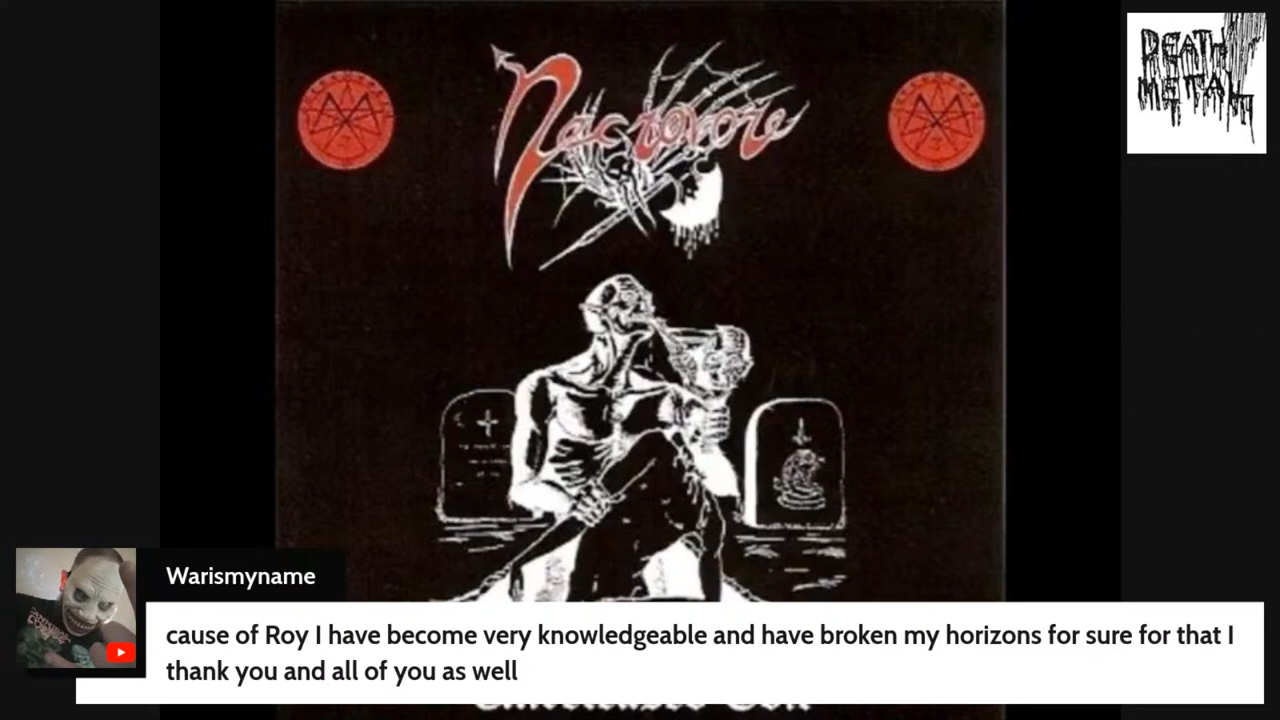 DEATH
METAL
Necrovore
Warismyname
cause of Roy I have become very knowledgeable and have broken my horizons for sure for that I
thank you and all of you as well